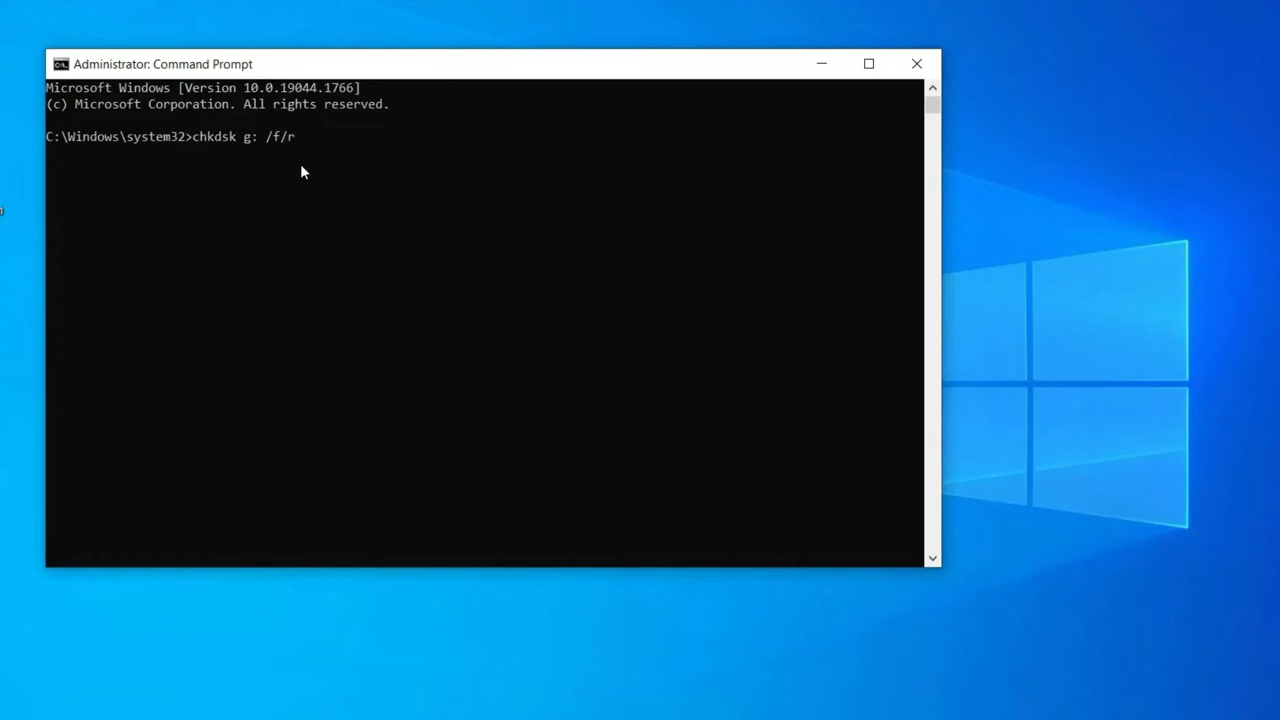 Administrator: Command Prompt
Microsoft Windows [Version 10.0.19044.1766]
(c) Microsoft Corporation. All rights reserved.
C:\Windows\system32>chkdsk g: /f/r